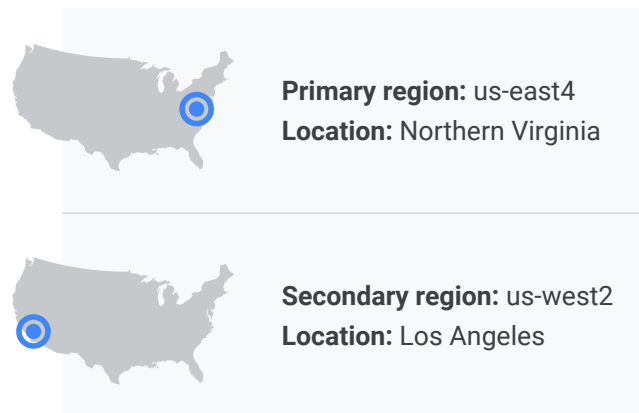 Primary region: us-east4
Location: Northern Virginia
Secondary region: us-west2
Location: Los Angeles